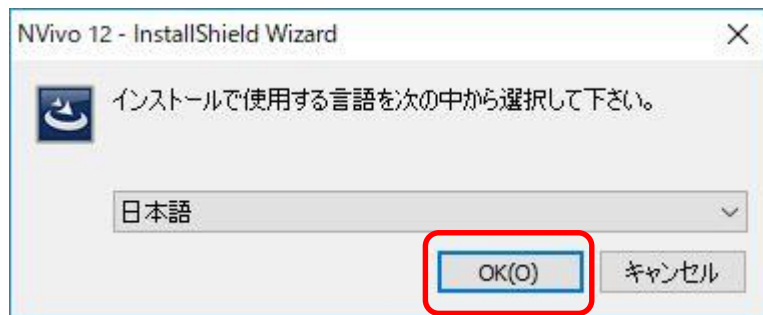 NVivo 12 - InstallShield Wizard
インストールで使用する言語を次の中から選択して下さい。
日本語
OK(O)
キャンセル